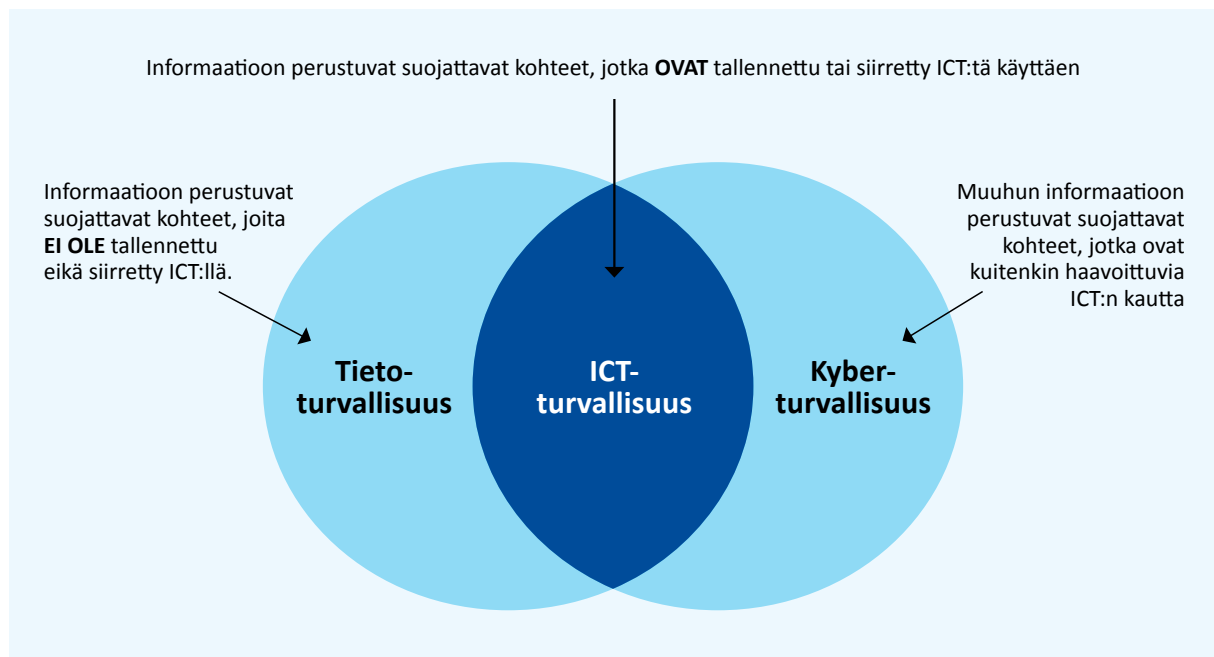 Informaatioon perustuvat suojattavat kohteet, jotka OVAT tallennettu tai siirretty ICT:tä käyttäen
Informaatioon perustuvat
suojattavat kohteet, joita
EI OLE tallennettu
eikä siirretty ICT:llä.
Muuhun informaatioon
perustuvat suojattavat
kohteet, jotka ovat
kuitenkin haavoittuvia
ICT:n kautta
Tieto-
turvallisuus
ICT-
turvallisuus
Kyber-
turvallisuus